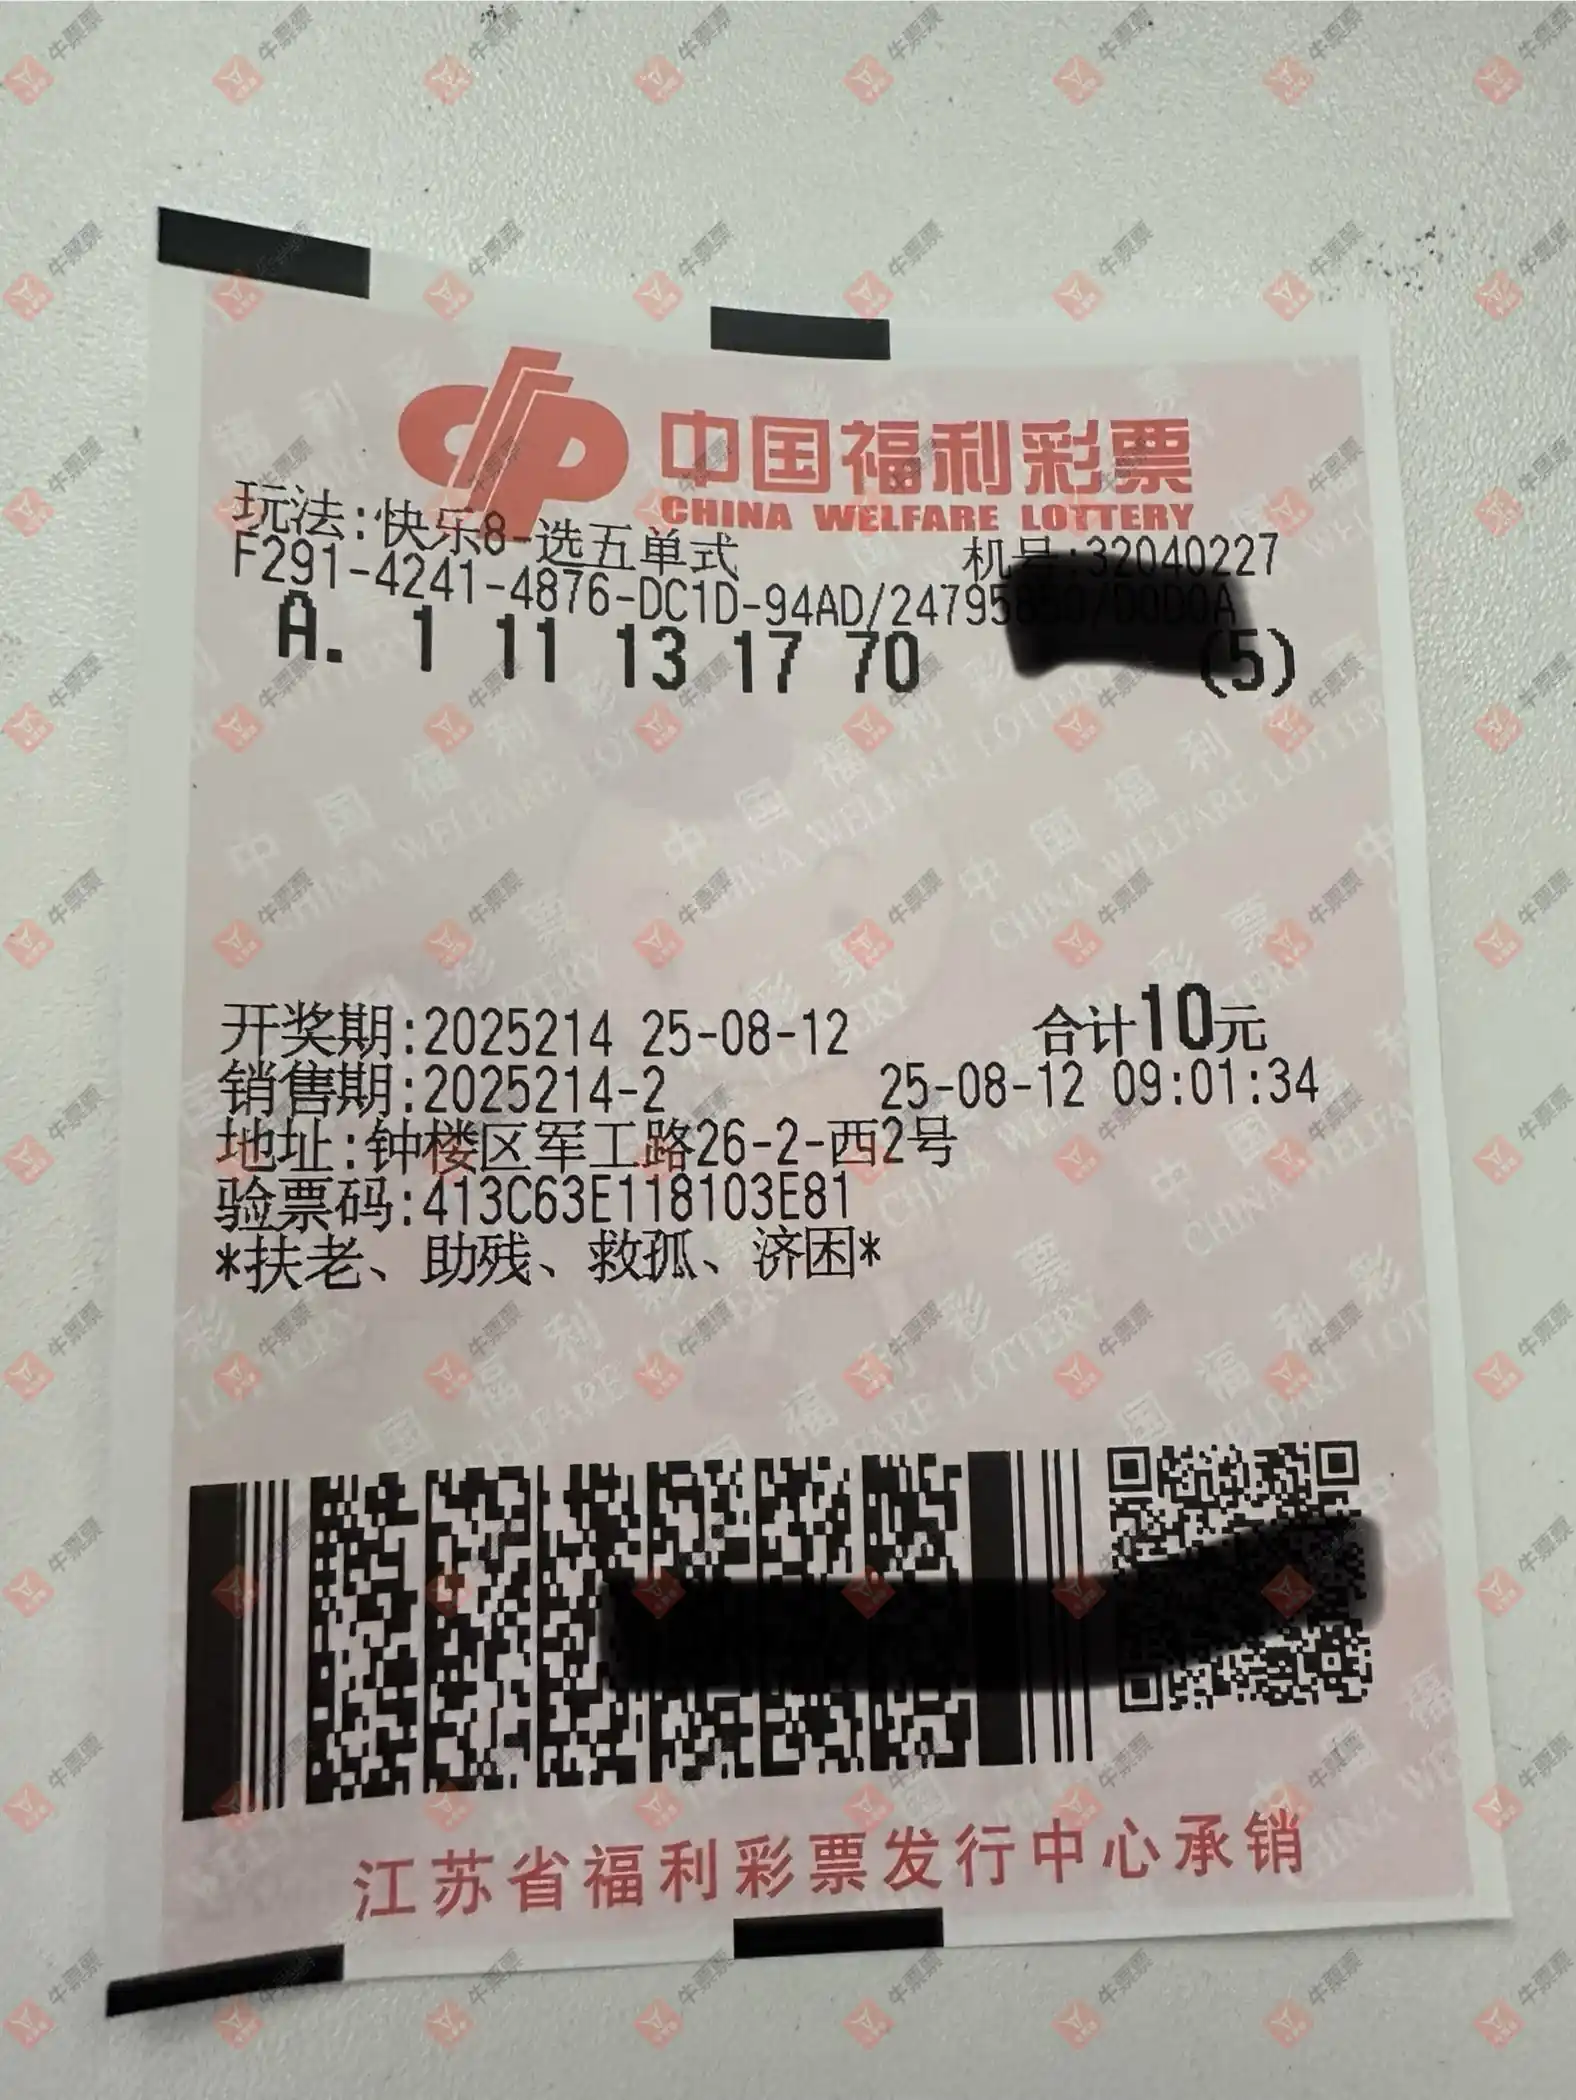 中国福利彩票
CHINA WELFARE LOTTERY
玩法:快乐8-选五单式 机号:32040227
F291-4241-4876-DC1D-94AD/24795 /D0D0A
A. 1 11 13 17 70 (5)
开奖期:2025214 25-08-12 合计10元
销售期:2025214-2 25-08-12 09:01:34
地址:钟楼区军工路26-2-西2号
验票码:413C63E118103E81
*扶老、助残、救孤、济困*
江苏省福利彩票发行中心承销
牛票票